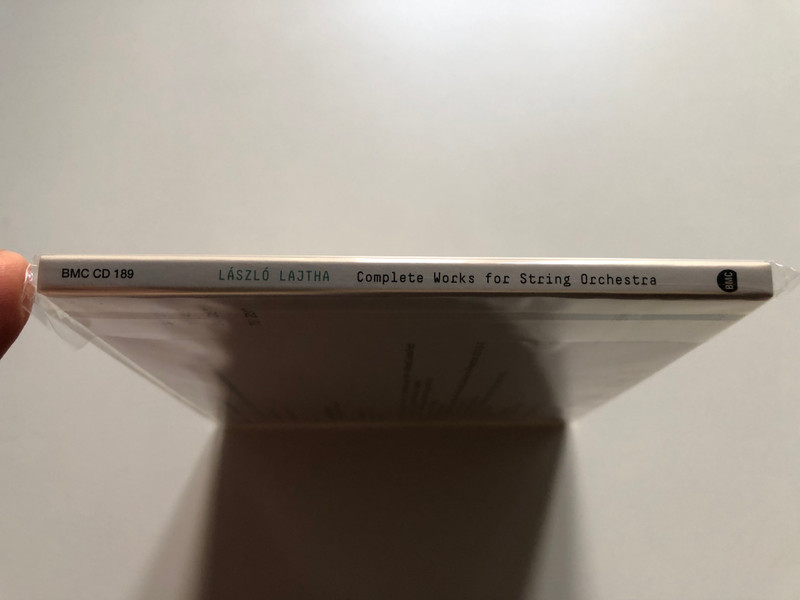 BMC CD 189 LÁSZLÓ LAJTHA Complete Works for String Orchestra BMC